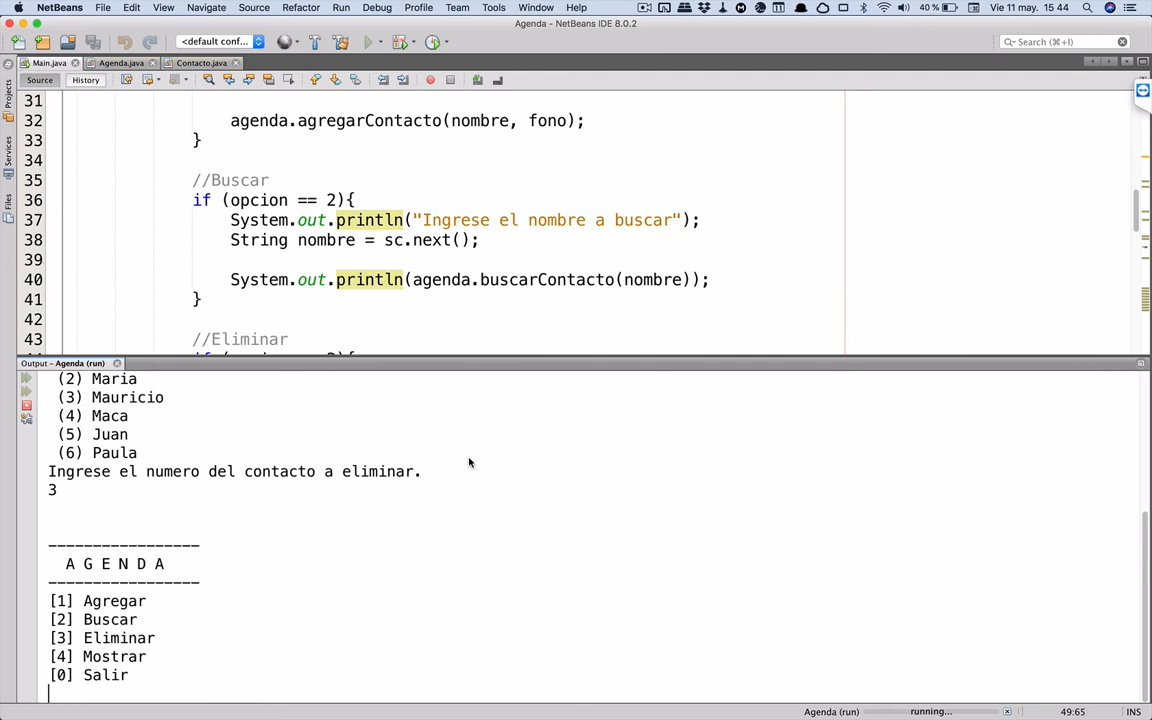 NetBeans File Edit View Navigate Source Refactor Run Debug Profile Team Tools Window Help 40 % Vie 11 may. 15 44
Agenda - NetBeans IDE 8.0.2
<default conf... Search (⌘+I)
Main.java Agenda.java Contacto.java
Source History
Projects
Services
Files
31
32 agenda.agregarContacto(nombre, fono);
33 }
34
35 //Buscar
36 if (opcion == 2){
37 System.out.println("Ingrese el nombre a buscar");
38 String nombre = sc.next();
39
40 System.out.println(agenda.buscarContacto(nombre));
41 }
42
43 //Eliminar
Output - Agenda (run)
(2) Maria
(3) Mauricio
(4) Maca
(5) Juan
(6) Paula
Ingrese el numero del contacto a eliminar.
3
-----------------
A G E N D A
-----------------
[1] Agregar
[2] Buscar
[3] Eliminar
[4] Mostrar
[0] Salir
Agenda (run) running... 49:65 INS